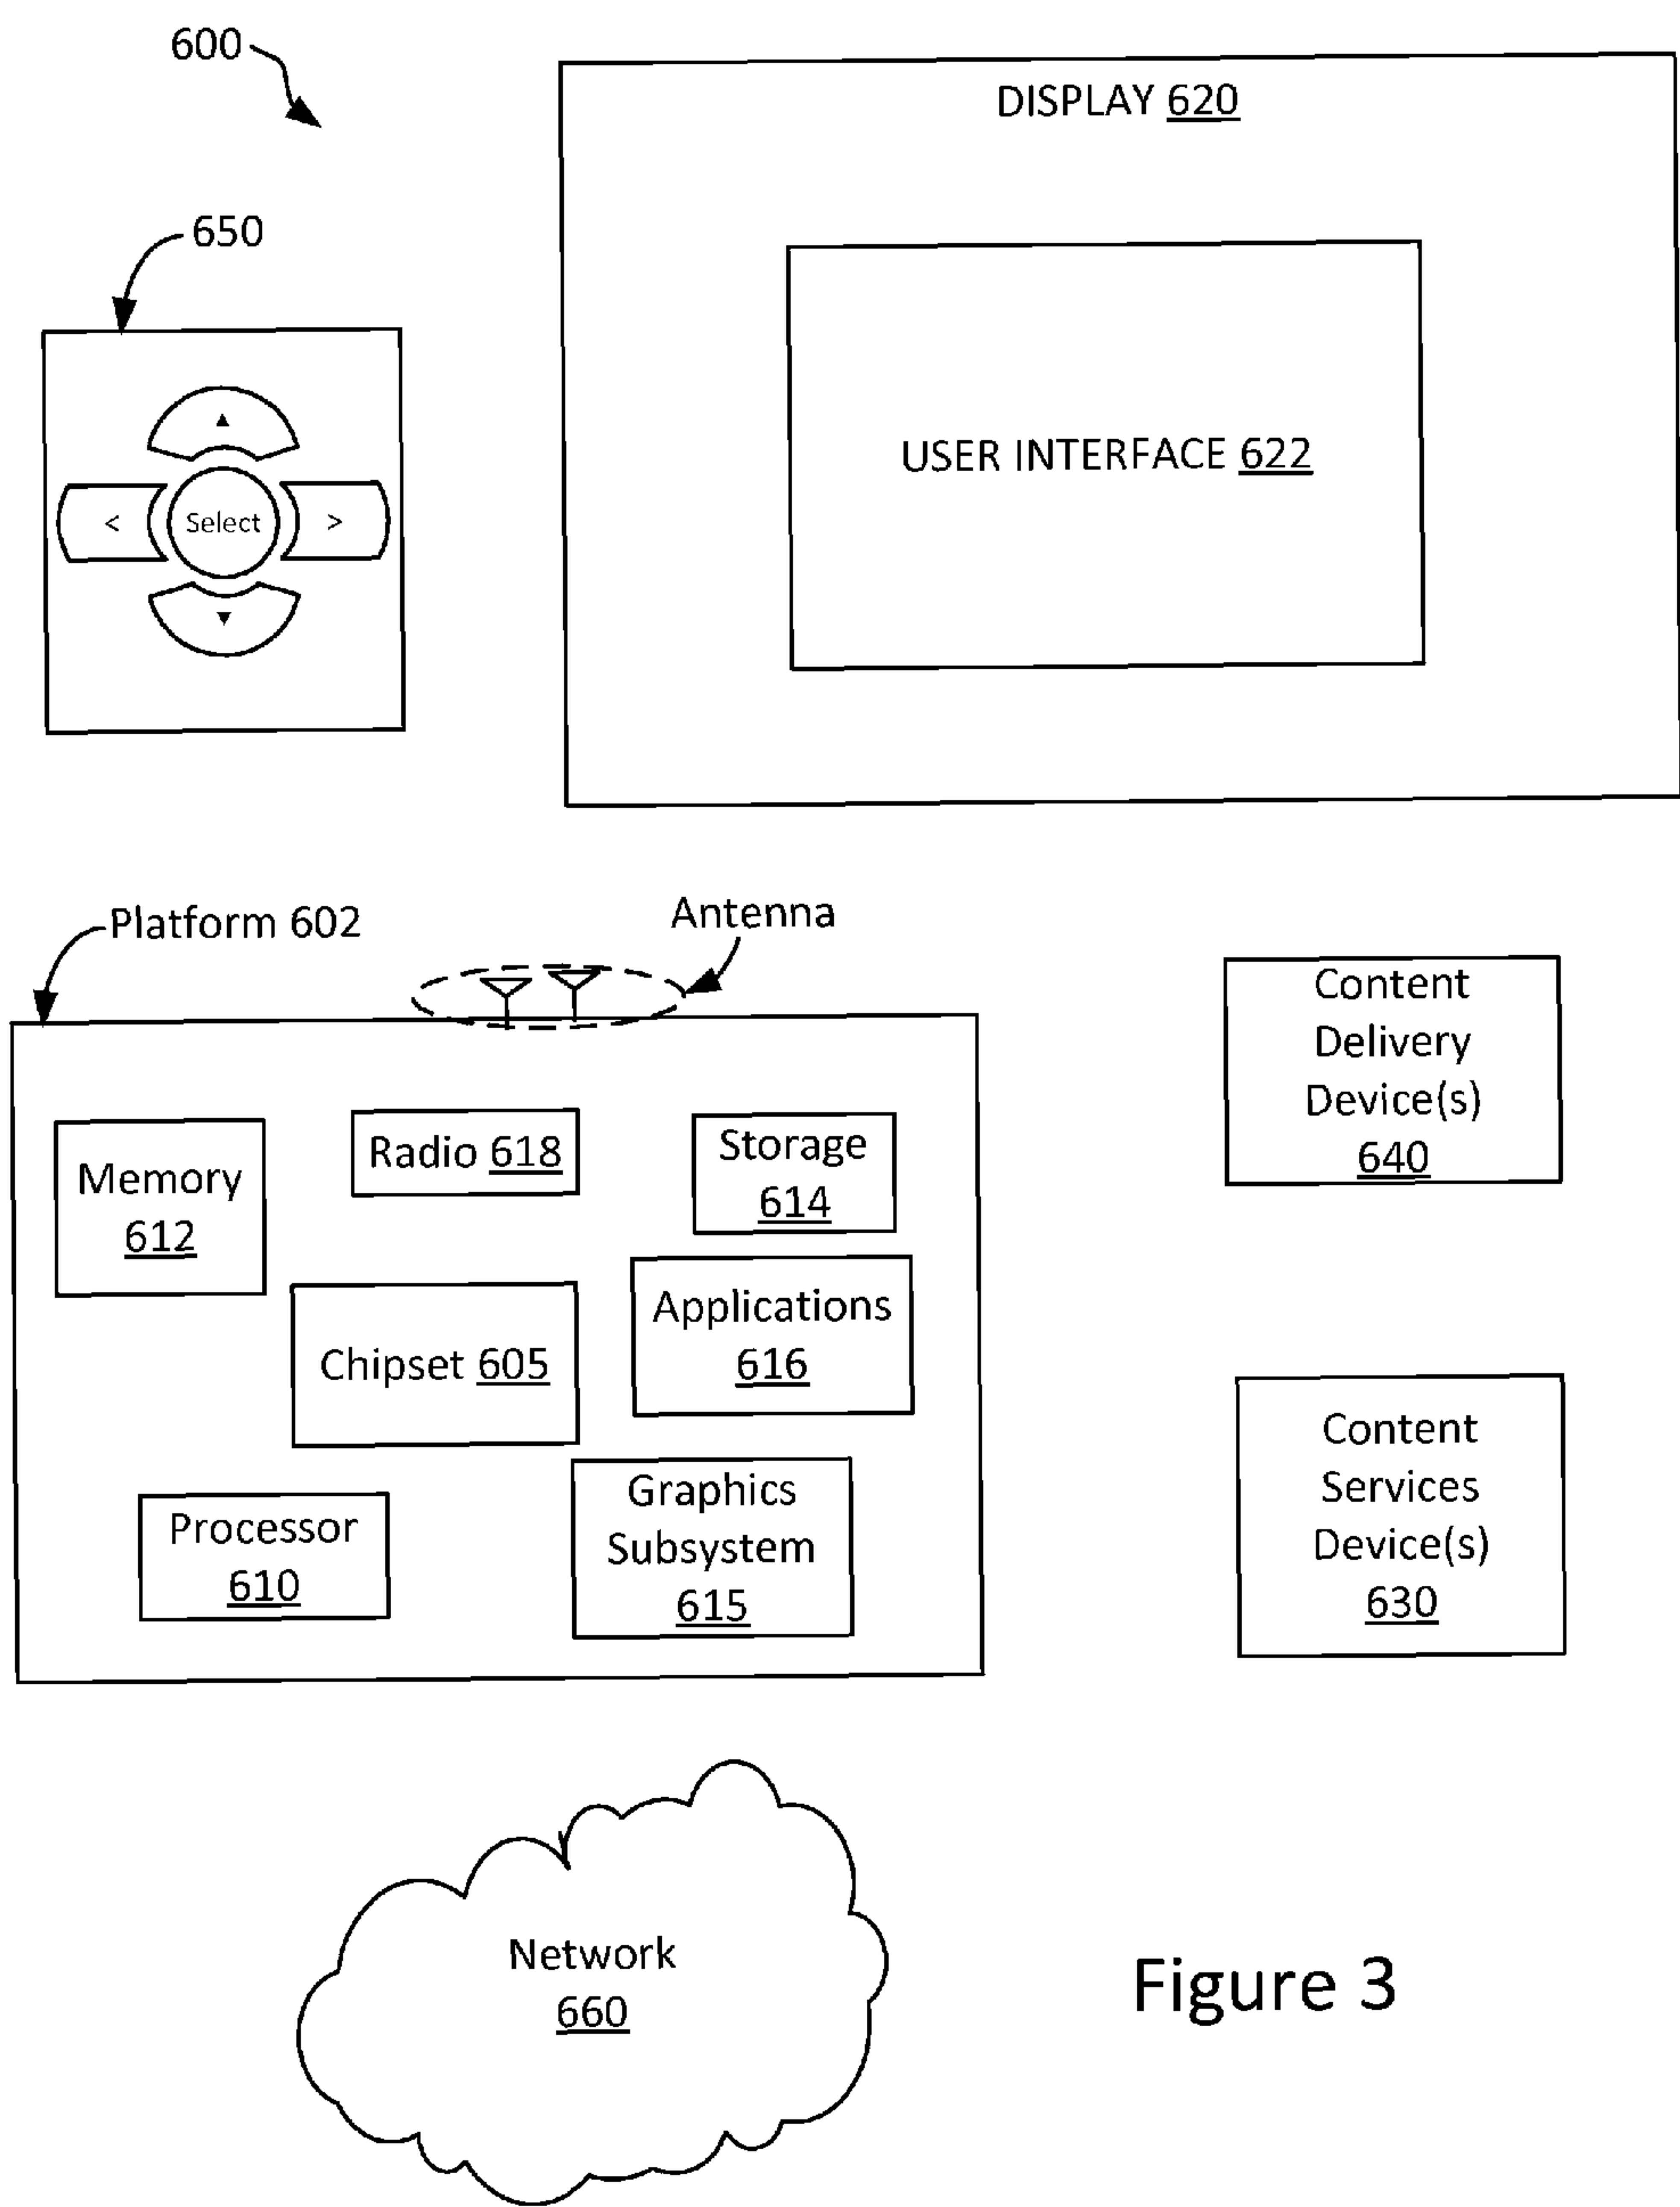 600
DISPLAY 620
650
USER INTERFACE 622
<
Select
>
Platform 602
Antenna
Content
Delivery
Device(s)
640
Memory
612
Radio 618
Storage
614
Chipset 605
Applications
616
Processor
610
Graphics
Subsystem
615
Content
Services
Device(s)
630
Network
660
Figure 3